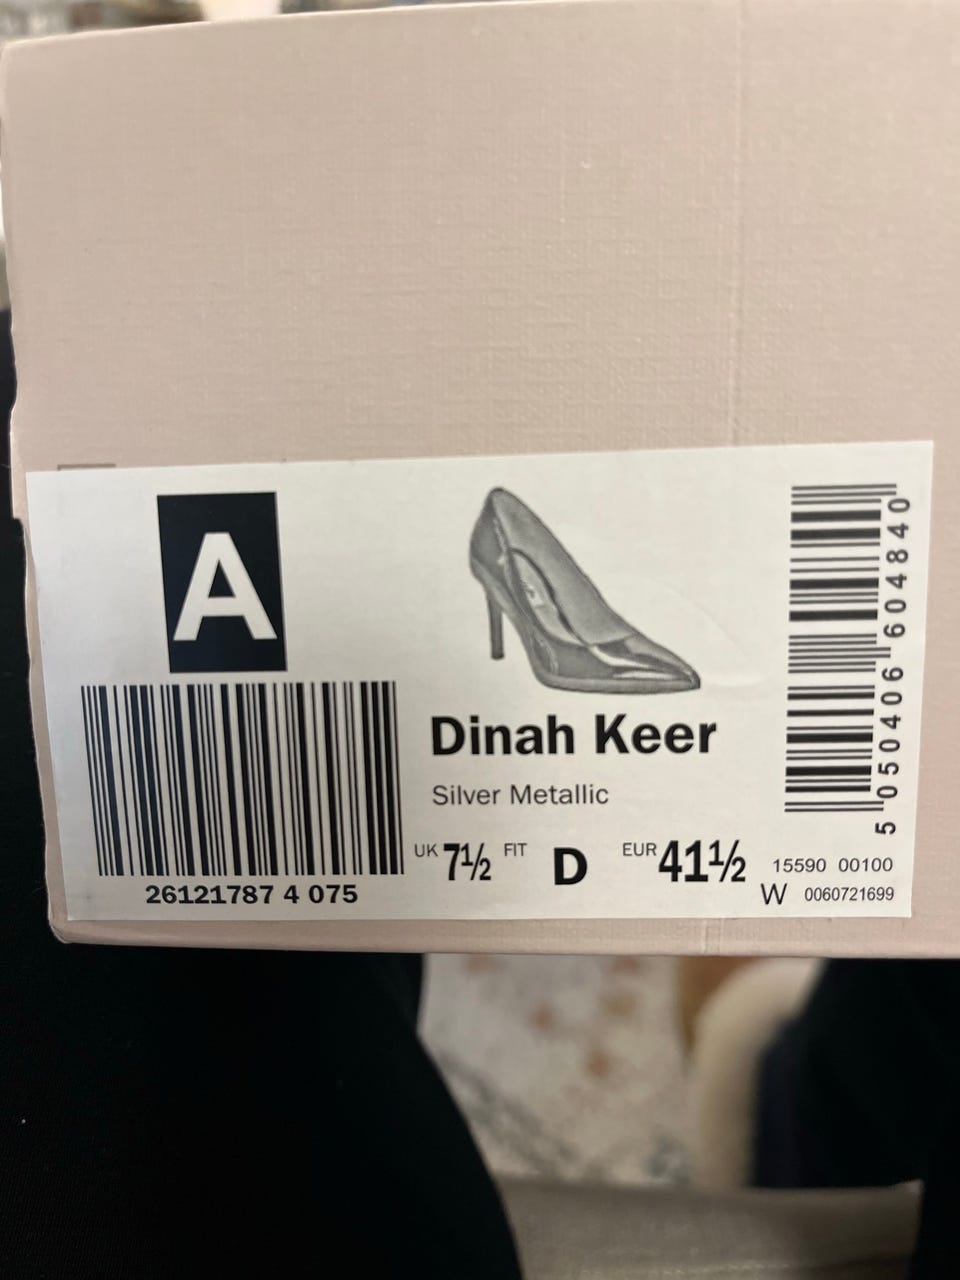 A
26121787 4 075
Dinah Keer
Silver Metallic
UK 7½ FIT D EUR 41½
5 050406 604840
15590 00100
W 0060721699